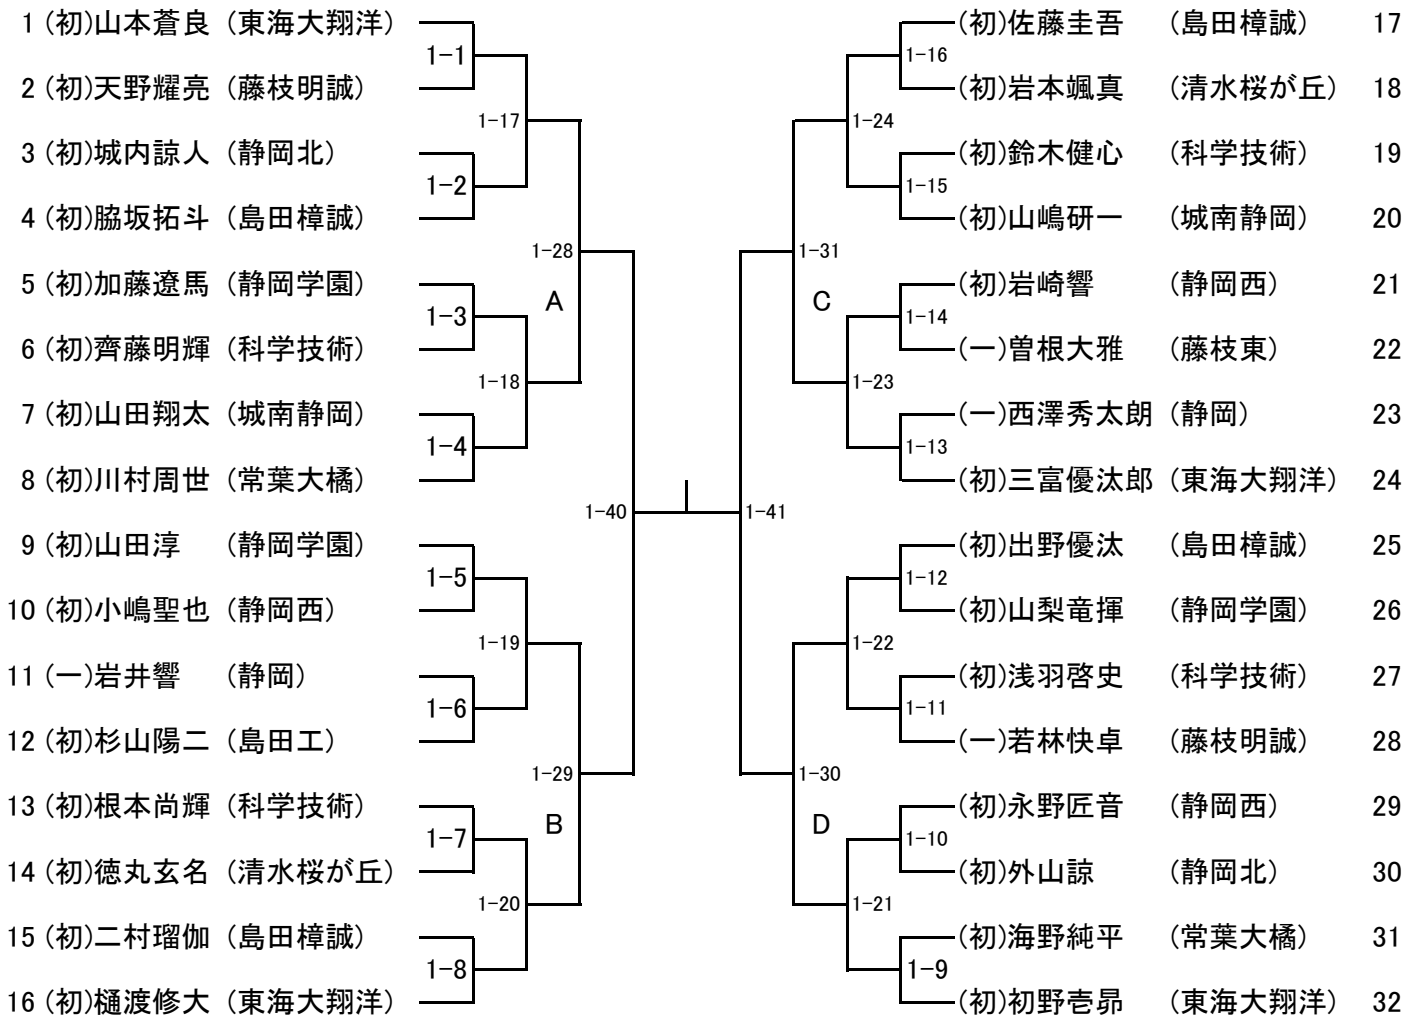 1 (初)山本蒼良 (東海大翔洋)
1-1
2 (初)天野耀亮 (藤枝明誠)
1-17
3 (初)城内諒人 (静岡北)
1-2
4 (初)脇坂拓斗 (島田樟誠)
1-28
5 (初)加藤遼馬 (静岡学園)
A
1-3
6 (初)齊藤明輝 (科学技術)
1-18
7 (初)山田翔太 (城南静岡)
1-4
8 (初)川村周世 (常葉大橘)
1-40
9 (初)山田淳 (静岡学園)
1-5
10 (初)小嶋聖也 (静岡西)
1-19
11 (一)岩井響 (静岡)
1-6
12 (初)杉山陽二 (島田工)
1-29
13 (初)根本尚輝 (科学技術)
B
1-7
14 (初)徳丸玄名 (清水桜が丘)
1-20
15 (初)二村瑠伽 (島田樟誠)
1-8
16 (初)樋渡修大 (東海大翔洋)
(初)佐藤圭吾 (島田樟誠) 17
1-16
(初)岩本颯真 (清水桜が丘) 18
1-24
(初)鈴木健心 (科学技術) 19
1-15
(初)山嶋研一 (城南静岡) 20
1-31
(初)岩崎響 (静岡西) 21
C
1-14
(一)曽根大雅 (藤枝東) 22
1-23
(一)西澤秀太朗 (静岡) 23
1-13
(初)三富優汰郎 (東海大翔洋) 24
1-41
(初)出野優汰 (島田樟誠) 25
1-12
(初)山梨竜揮 (静岡学園) 26
1-22
(初)浅羽啓史 (科学技術) 27
1-11
(一)若林快卓 (藤枝明誠) 28
1-30
(初)永野匠音 (静岡西) 29
D
1-10
(初)外山諒 (静岡北) 30
1-21
(初)海野純平 (常葉大橘) 31
1-9
(初)初野壱昴 (東海大翔洋) 32